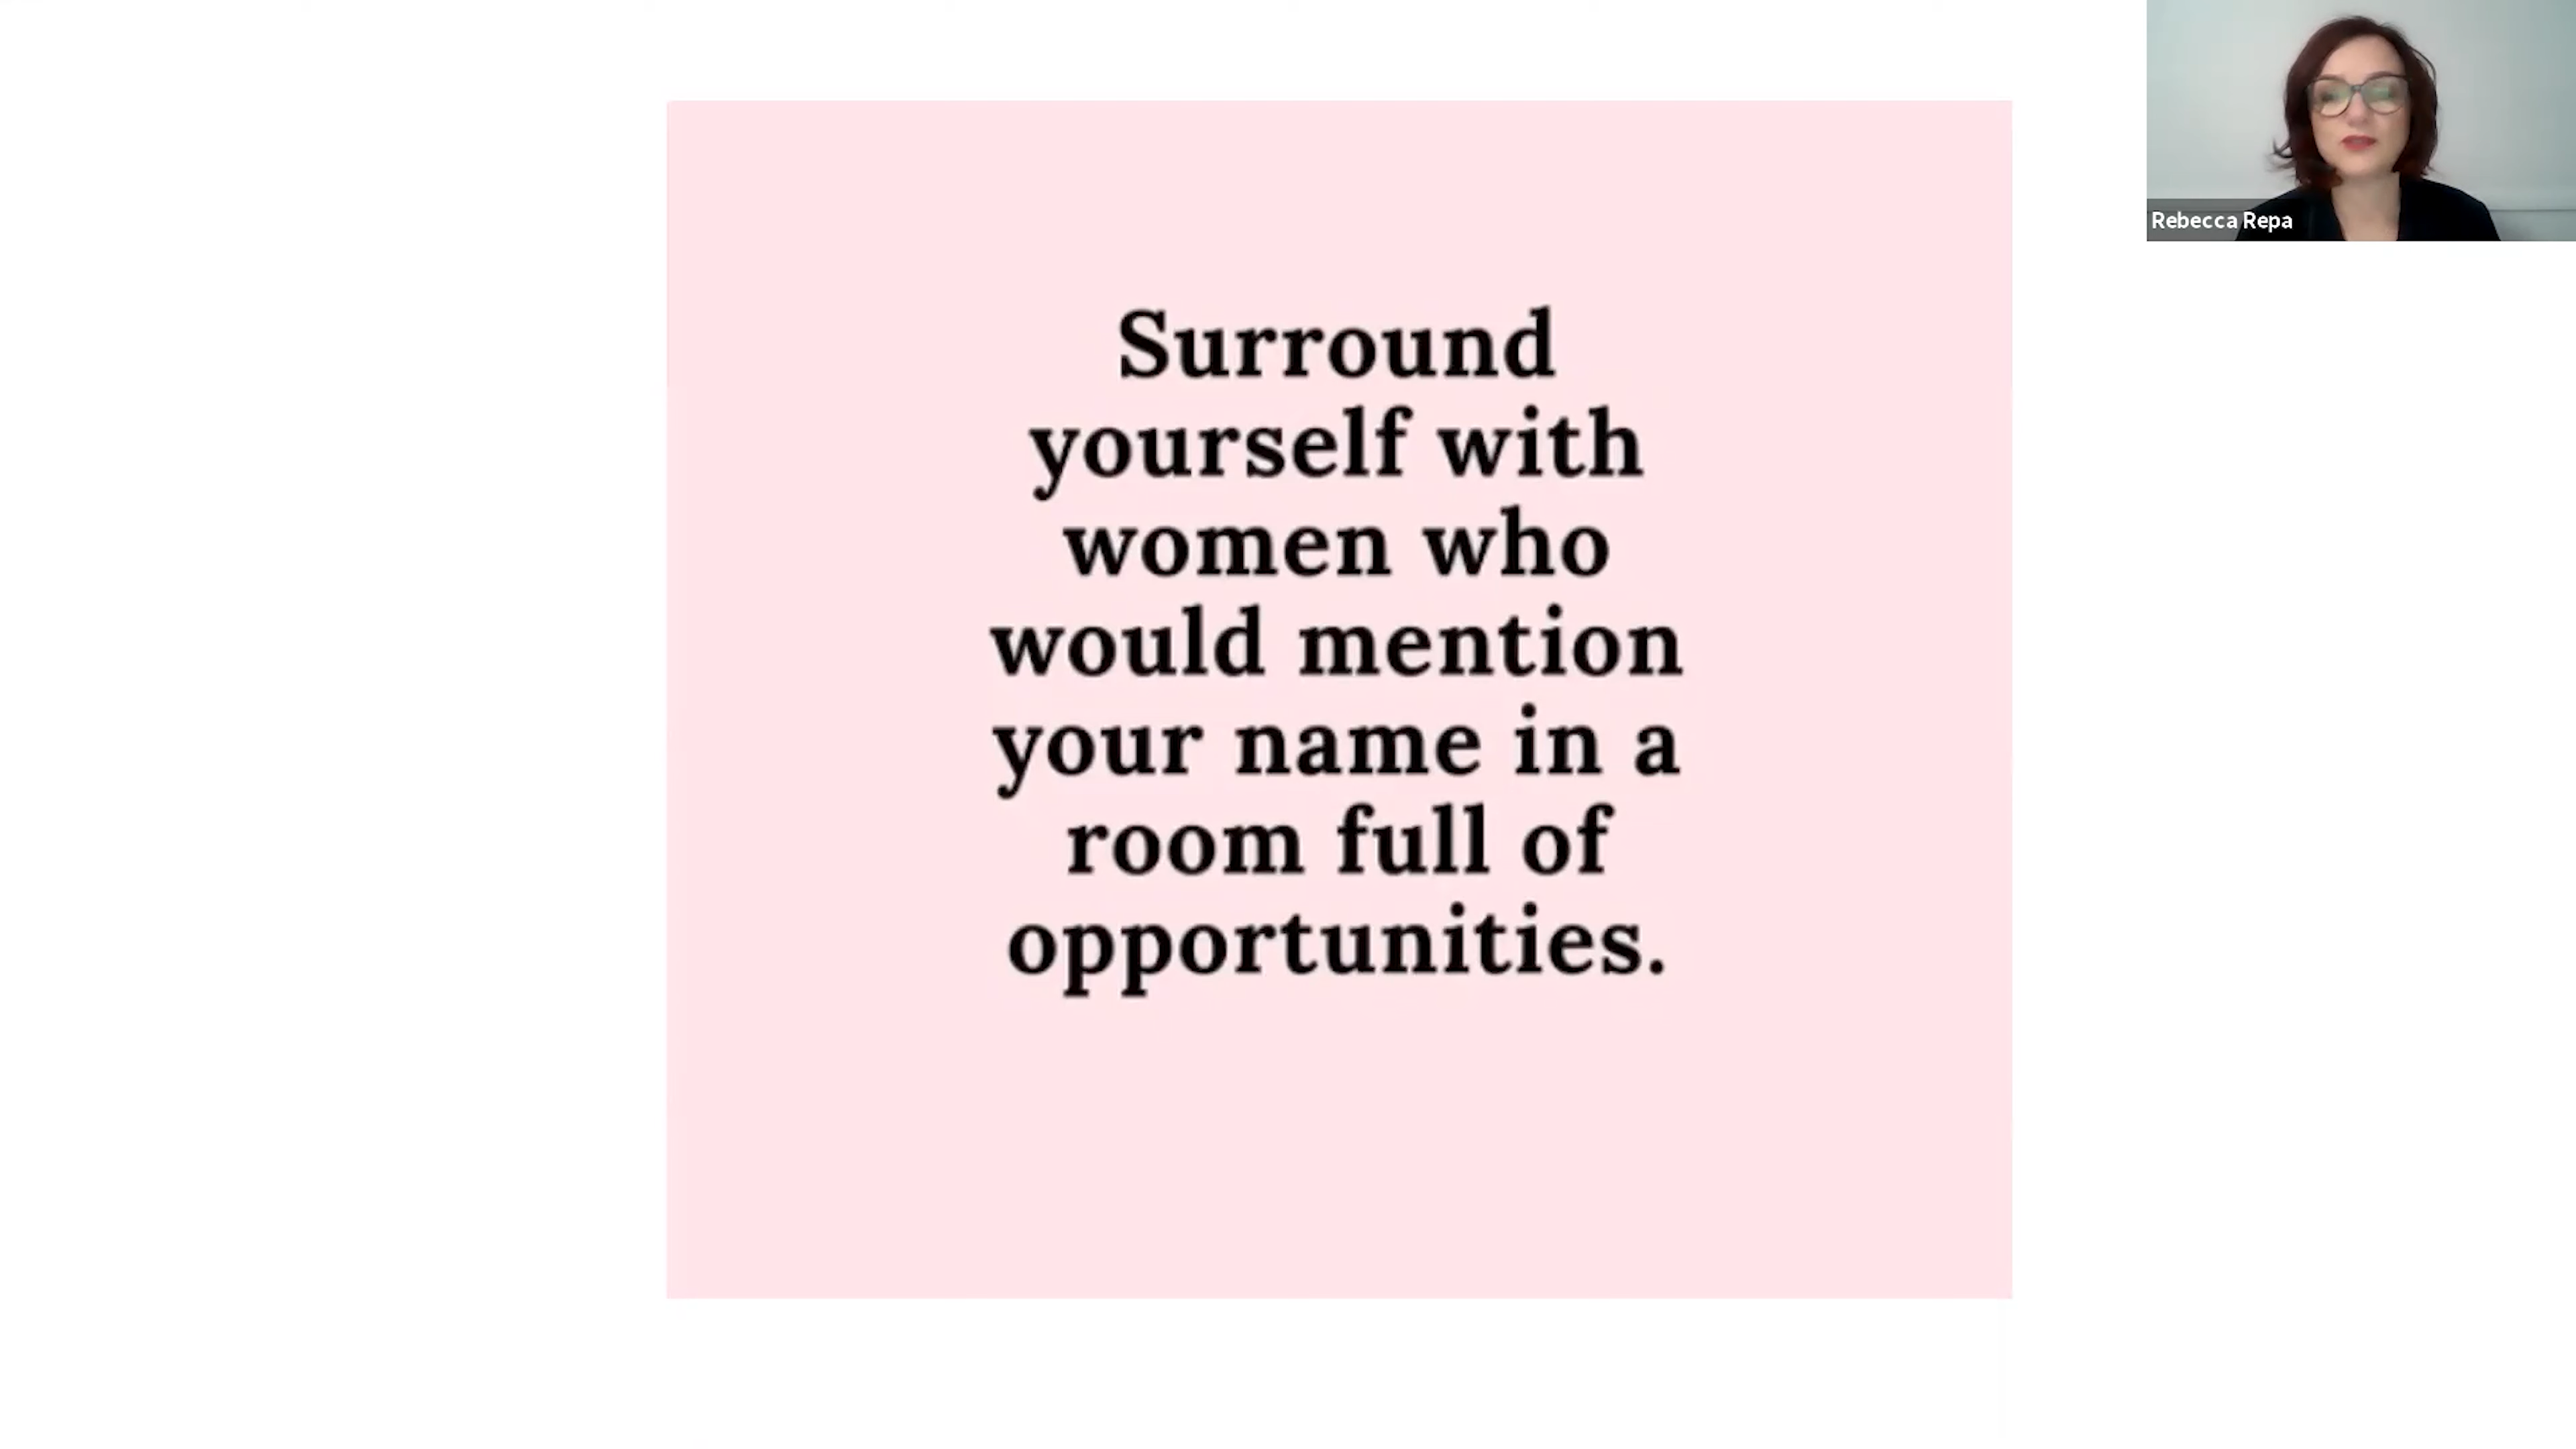 Surround
yourself with
women who
would mention
your name in a
room full of
opportunities.
Rebecca Repa